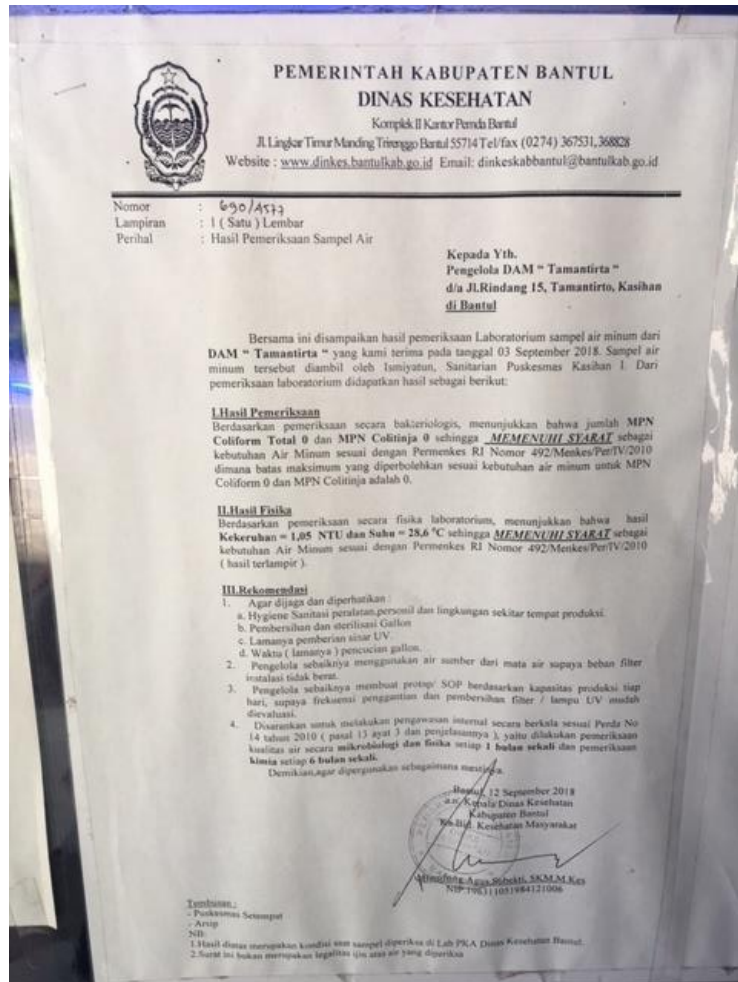 PEMERINTAH KABUPATEN BANTUL
DINAS KESEHATAN
Komplek II Kantor Pemda Bantul
Jl. Lingkar Timur Manding Trirenggo Bantul 55714 Tel/fax (0274) 367531, 368828
Website : www.dinkes.bantulkab.go.id Email: dinkeskabbantul@bantulkab.go.id
Nomor : 690/4577
Lampiran : 1 ( Satu ) Lembar
Perihal : Hasil Pemeriksaan Sampel Air
Kepada Yth.
Pengelola DAM " Tamantirta "
d/a Jl.Rindang 15, Tamantirto, Kasihan
di Bantul
Bersama ini disampaikan hasil pemeriksaan Laboratorium sampel air minum dari
DAM " Tamantirta " yang kami terima pada tanggal 03 September 2018. Sampel air
minum tersebut diambil oleh Ismiyatun, Sanitarian Puskesmas Kasihan I. Dari
pemeriksaan laboratorium didapatkan hasil sebagai berikut:
I.Hasil Pemeriksaan
Berdasarkan pemeriksaan secara bakteriologis, menunjukkan bahwa jumlah MPN
Coliform Total 0 dan MPN Colitinja 0 sehingga MEMENUHI SYARAT sebagai
kebutuhan Air Minum sesuai dengan Permenkes RI Nomor 492/Menkes/Per/IV/2010
dimana batas maksimum yang diperbolehkan sesuai kebutuhan air minum untuk MPN
Coliform 0 dan MPN Colitinja adalah 0.
II.Hasil Fisika
Berdasarkan pemeriksaan secara fisika laboratorium, menunjukkan bahwa hasil
Kekeruhan = 1,05 NTU dan Suhu = 28,6 °C sehingga MEMENUHI SYARAT sebagai
kebutuhan Air Minum sesuai dengan Permenkes RI Nomor 492/Menkes/Per/IV/2010
( hasil terlampir ).
III.Rekomendasi
1. Agar dijaga dan diperhatikan :
a. Hygiene Sanitasi peralatan,personil dan lingkungan sekitar tempat produksi.
b. Pembersihan dan sterilisasi Gallon
c. Lamanya pemberian sinar UV.
d. Waktu ( lamanya ) pencucian gallon.
2. Pengelola sebaiknya menggunakan air sumber dari mata air supaya beban filter
instalasi tidak berat.
3. Pengelola sebaiknya membuat protap/ SOP berdasarkan kapasitas produksi tiap
hari, supaya frekuensi penggantian dan pembersihan filter / lampu UV mudah
dievaluasi.
4. Disarankan untuk melakukan pengawasan internal secara berkala sesuai Perda No
14 tahun 2010 ( pasal 13 ayat 3 dan penjelasannya ), yaitu dilakukan pemeriksaan
kualitas air secara mikrobiologi dan fisika setiap 1 bulan sekali dan pemeriksaan
kimia setiap 6 bulan sekali.
Demikian,agar dipergunakan sebagaimana mestinya.
Bantul, 12 September 2018
a.n. Kepala Dinas Kesehatan
Kabupaten Bantul
Ka.Bid. Kesehatan Masyarakat
Agus Subekti, SKM,M.Kes
NIP.196311051984121006
Tembusan :
- Puskesmas Setempat
- Arsip
NB:
1.Hasil diatas merupakan kondisi saat sampel diperiksa di Lab PKA Dinas Kesehatan Bantul.
2.Surat ini bukan merupakan legalitas ijin atas air yang diperiksa